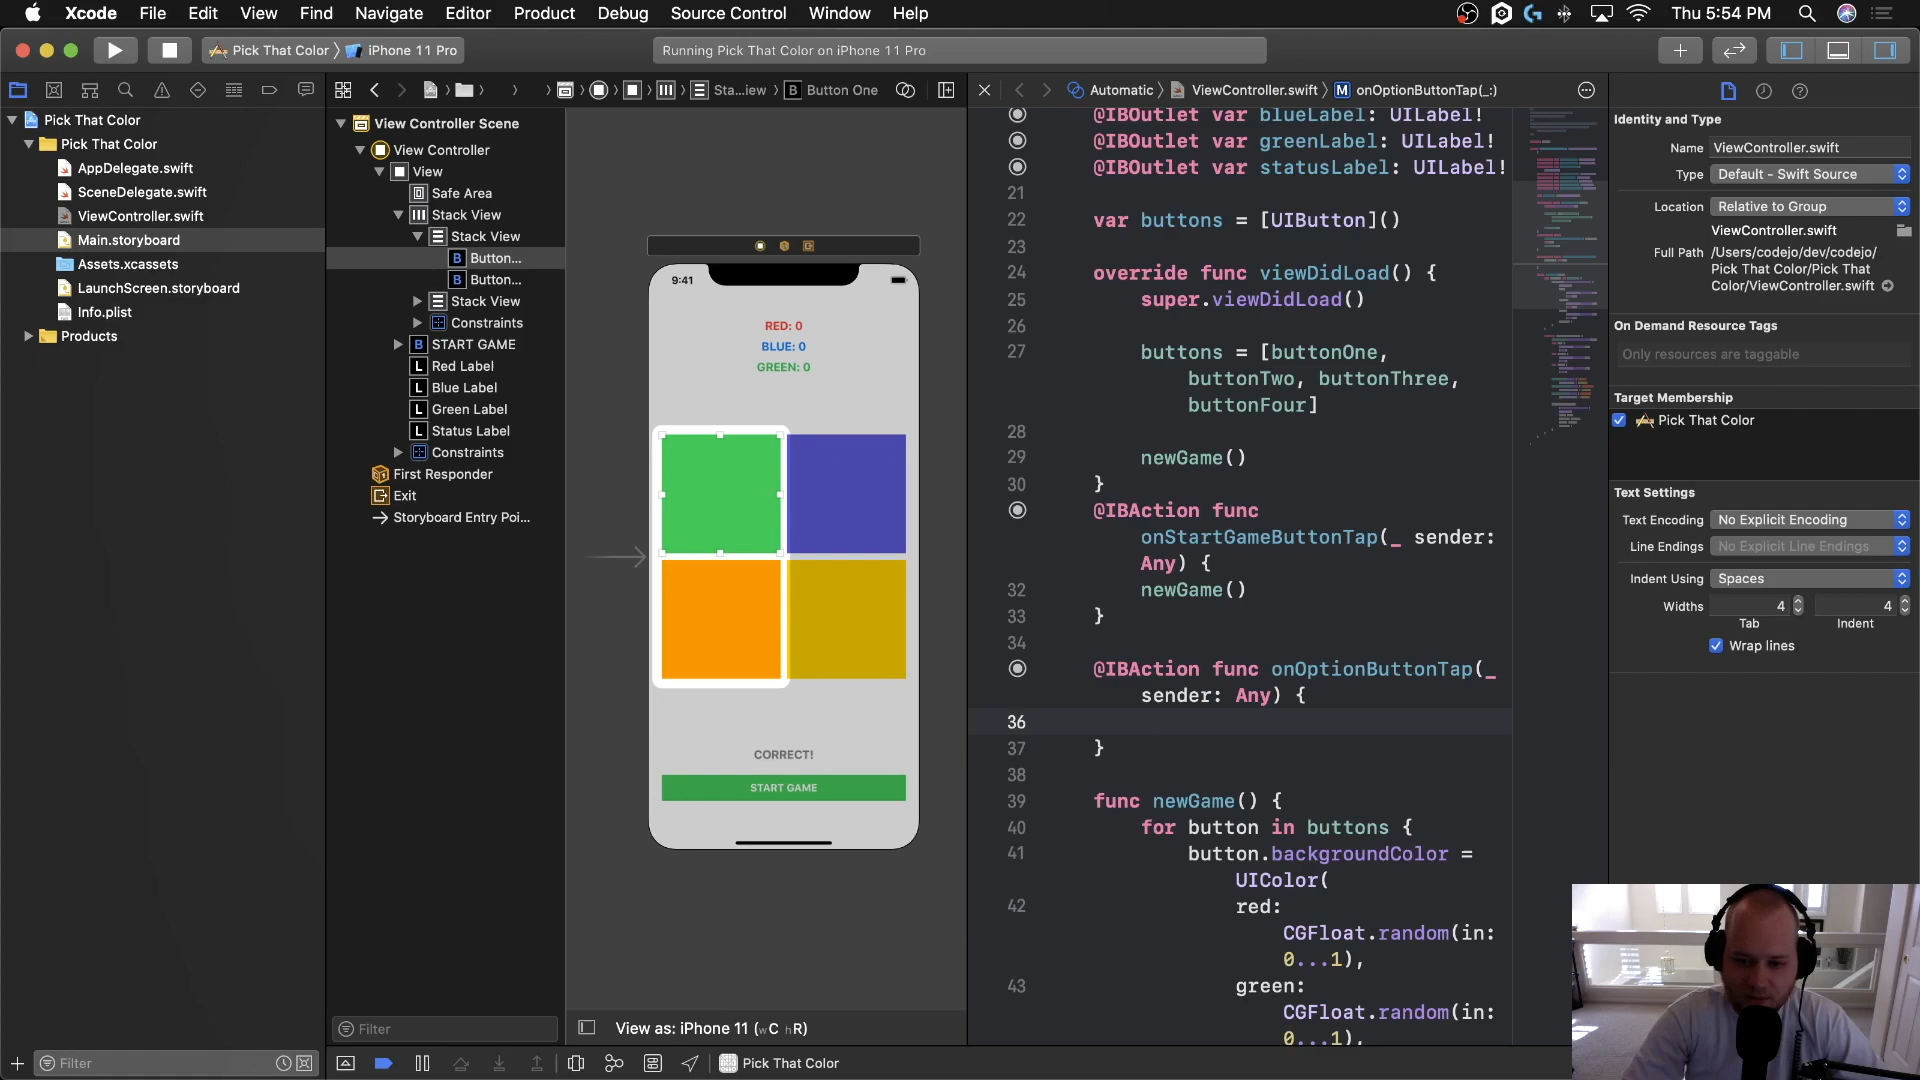 Xcode File Edit View Find Navigate Editor Product Debug Source Control Window Help Thu 5:54 PM
Pick That Color iPhone 11 Pro Running Pick That Color on iPhone 11 Pro
Sta...iew B Button One Automatic ViewController.swift M onOptionButtonTap(_:)
Pick That Color
Pick That Color
AppDelegate.swift
SceneDelegate.swift
ViewController.swift
Main.storyboard
Assets.xcassets
LaunchScreen.storyboard
Info.plist
Products
Filter
View Controller Scene
View Controller
View
Safe Area
Stack View
Stack View
B Button...
B Button...
Stack View
Constraints
B START GAME
L Red Label
L Blue Label
L Green Label
L Status Label
Constraints
First Responder
Exit
Storyboard Entry Poi...
Filter
9:41
RED: 0
BLUE: 0
GREEN: 0
CORRECT!
START GAME
View as: iPhone 11 (wC hR)
Pick That Color
@IBOutlet var blueLabel: UILabel!
@IBOutlet var greenLabel: UILabel!
@IBOutlet var statusLabel: UILabel!
21
22 var buttons = [UIButton]()
23
24 override func viewDidLoad() {
25 super.viewDidLoad()
26
27 buttons = [buttonOne,
buttonTwo, buttonThree,
buttonFour]
28
29 newGame()
30 }
@IBAction func
onStartGameButtonTap(_ sender:
Any) {
32 newGame()
33 }
34
@IBAction func onOptionButtonTap(_
sender: Any) {
36
37 }
38
39 func newGame() {
40 for button in buttons {
41 button.backgroundColor =
UIColor(
42 red:
CGFloat.random(in:
0...1),
43 green:
CGFloat.random(in:
0...1),
Identity and Type
Name ViewController.swift
Type Default - Swift Source
Location Relative to Group
ViewController.swift
Full Path /Users/codejo/dev/codejo/
Pick That Color/Pick That
Color/ViewController.swift
On Demand Resource Tags
Only resources are taggable
Target Membership
Pick That Color
Text Settings
Text Encoding No Explicit Encoding
Line Endings No Explicit Line Endings
Indent Using Spaces
Widths 4 4
Tab Indent
Wrap lines